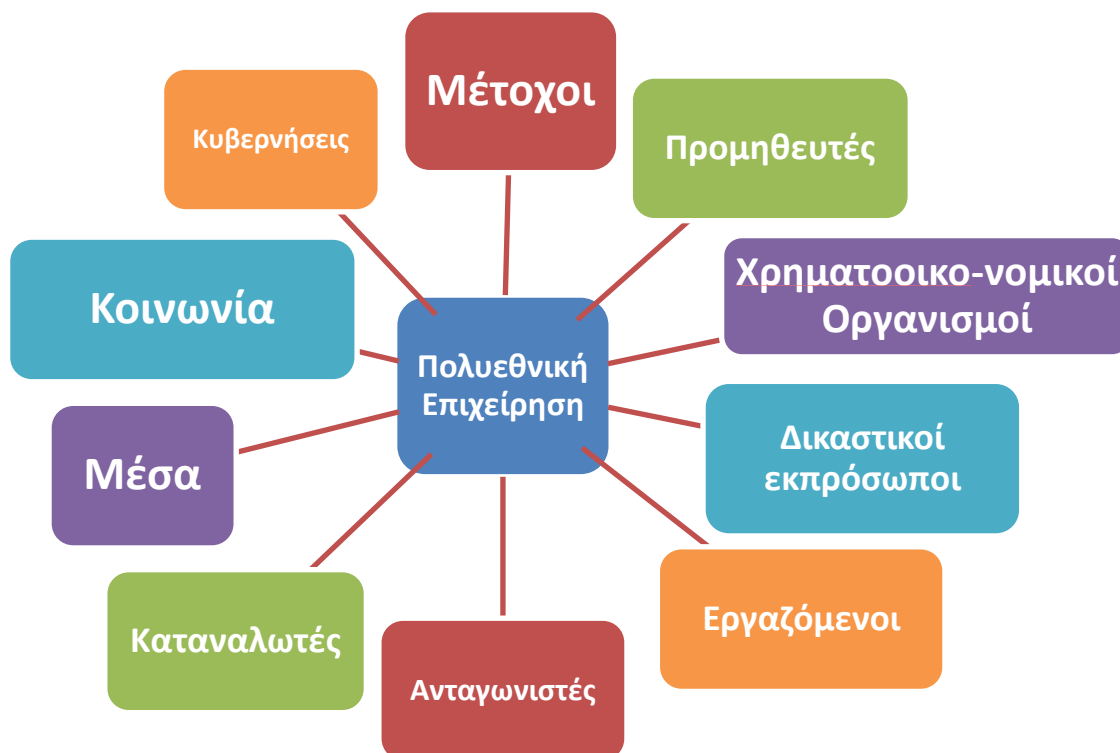 Μέτοχοι
Κυβερνήσεις
Προμηθευτές
Κοινωνία
Χρηματοοικο-νομικοί
Οργανισμοί
Πολυεθνική
Επιχείρηση
Μέσα
Δικαστικοί
εκπρόσωποι
Καταναλωτές
Εργαζόμενοι
Ανταγωνιστές